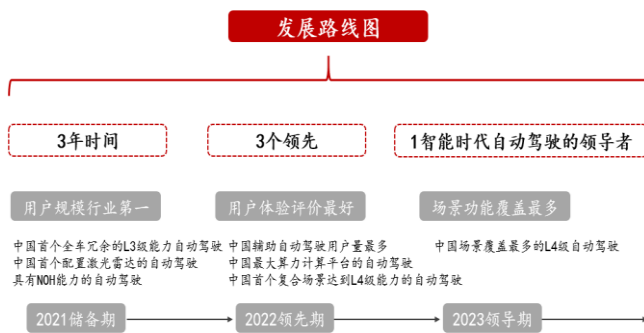 发展路线图
3年时间
3个领先
1智能时代自动驾驶的领导者
用户规模行业第一
用户体验评价最好
场景功能覆盖最多
中国首个全车冗余的L3级能力自动驾驶
中国首个配置激光雷达的自动驾驶
具有NOH能力的自动驾驶
中国辅助自动驾驶用户量最多
中国最大算力计算平台的自动驾驶
中国首个复合场景达到L4级能力的自动驾驶
中国场景覆盖最多的L4级自动驾驶
2021储备期
2022领先期
2023领导期